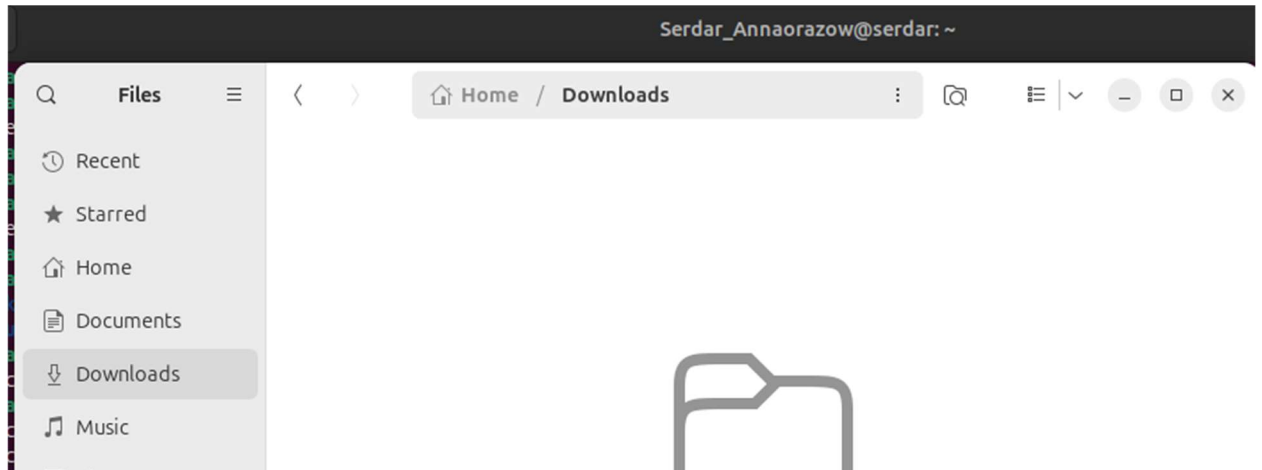 Serdar_Annaorazow@serdar: ~
Files
Home / Downloads
Recent
Starred
Home
Documents
Downloads
Music